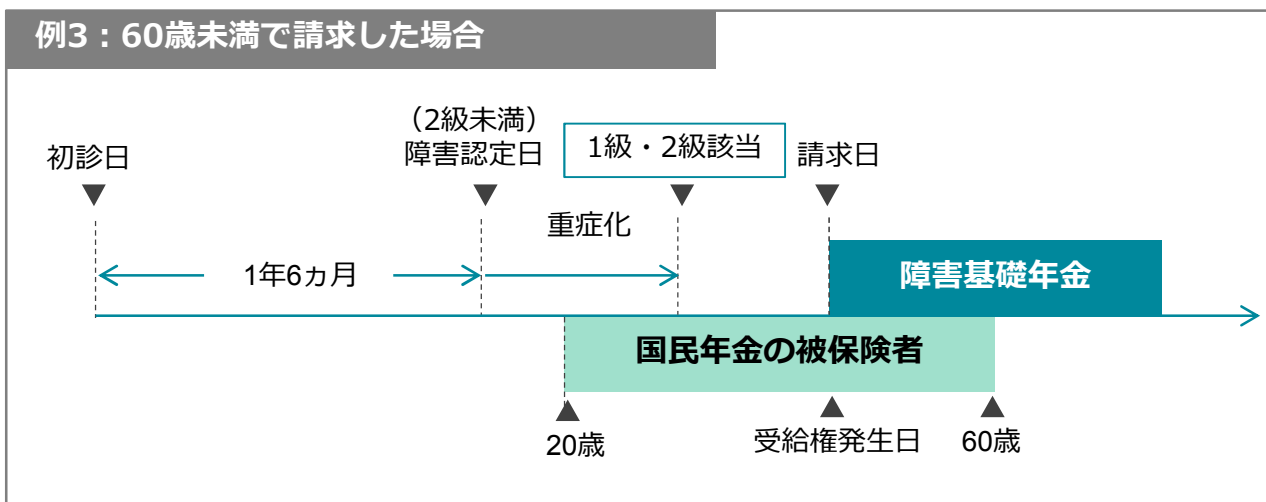 例3：60歳未満で請求した場合
初診日
（2級未満）
障害認定日
1級・2級該当
請求日
重症化
1年6ヵ月
障害基礎年金
国民年金の被保険者
20歳
受給権発生日
60歳